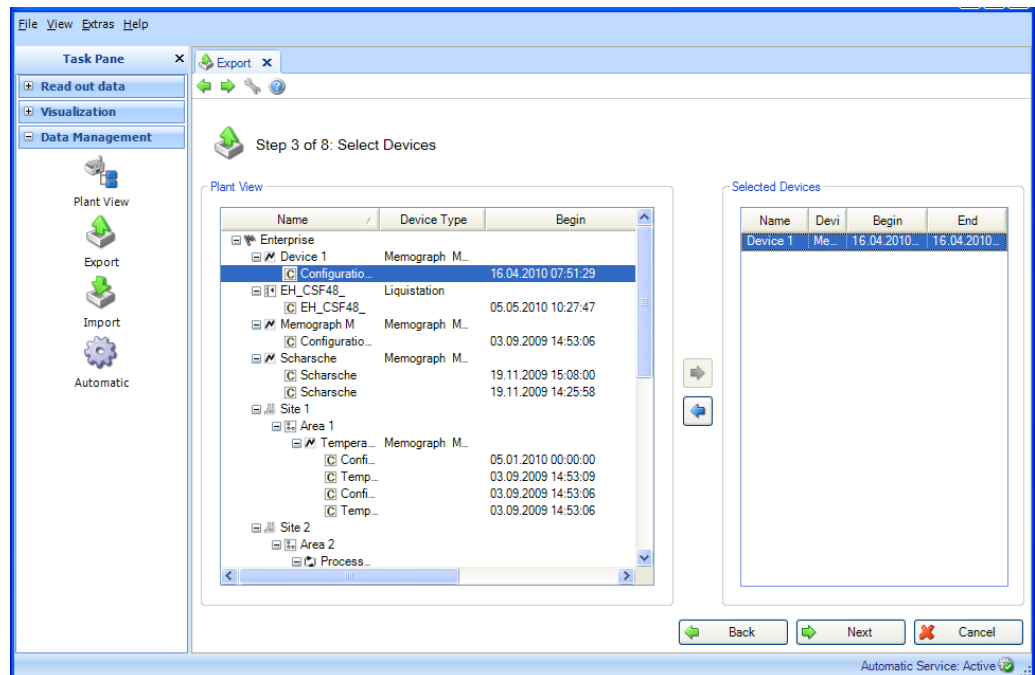 File View Extras Help
Task Pane
Export
Read out data
Visualization
Data Management
Plant View
Export
Import
Automatic
Step 3 of 8: Select Devices
Plant View
Name Device Type Begin
Enterprise
Device 1 Memograph M...
C Configuratio... 16.04.2010 07:51:29
EH_CSF48_ Liquistation
C EH_CSF48_ 05.05.2010 10:27:47
Memograph M Memograph M...
C Configuratio... 03.09.2009 14:53:06
Scharsche Memograph M...
C Scharsche 19.11.2009 15:08:00
C Scharsche 19.11.2009 14:25:58
Site 1
Area 1
Tempera... Memograph M...
C Confi... 05.01.2010 00:00:00
C Temp... 03.09.2009 14:53:09
C Confi... 03.09.2009 14:53:06
C Temp... 03.09.2009 14:53:06
Site 2
Area 2
Process...
Selected Devices
Name Devi Begin End
Device 1 Me... 16.04.2010... 16.04.2010...
Back Next Cancel
Automatic Service: Active